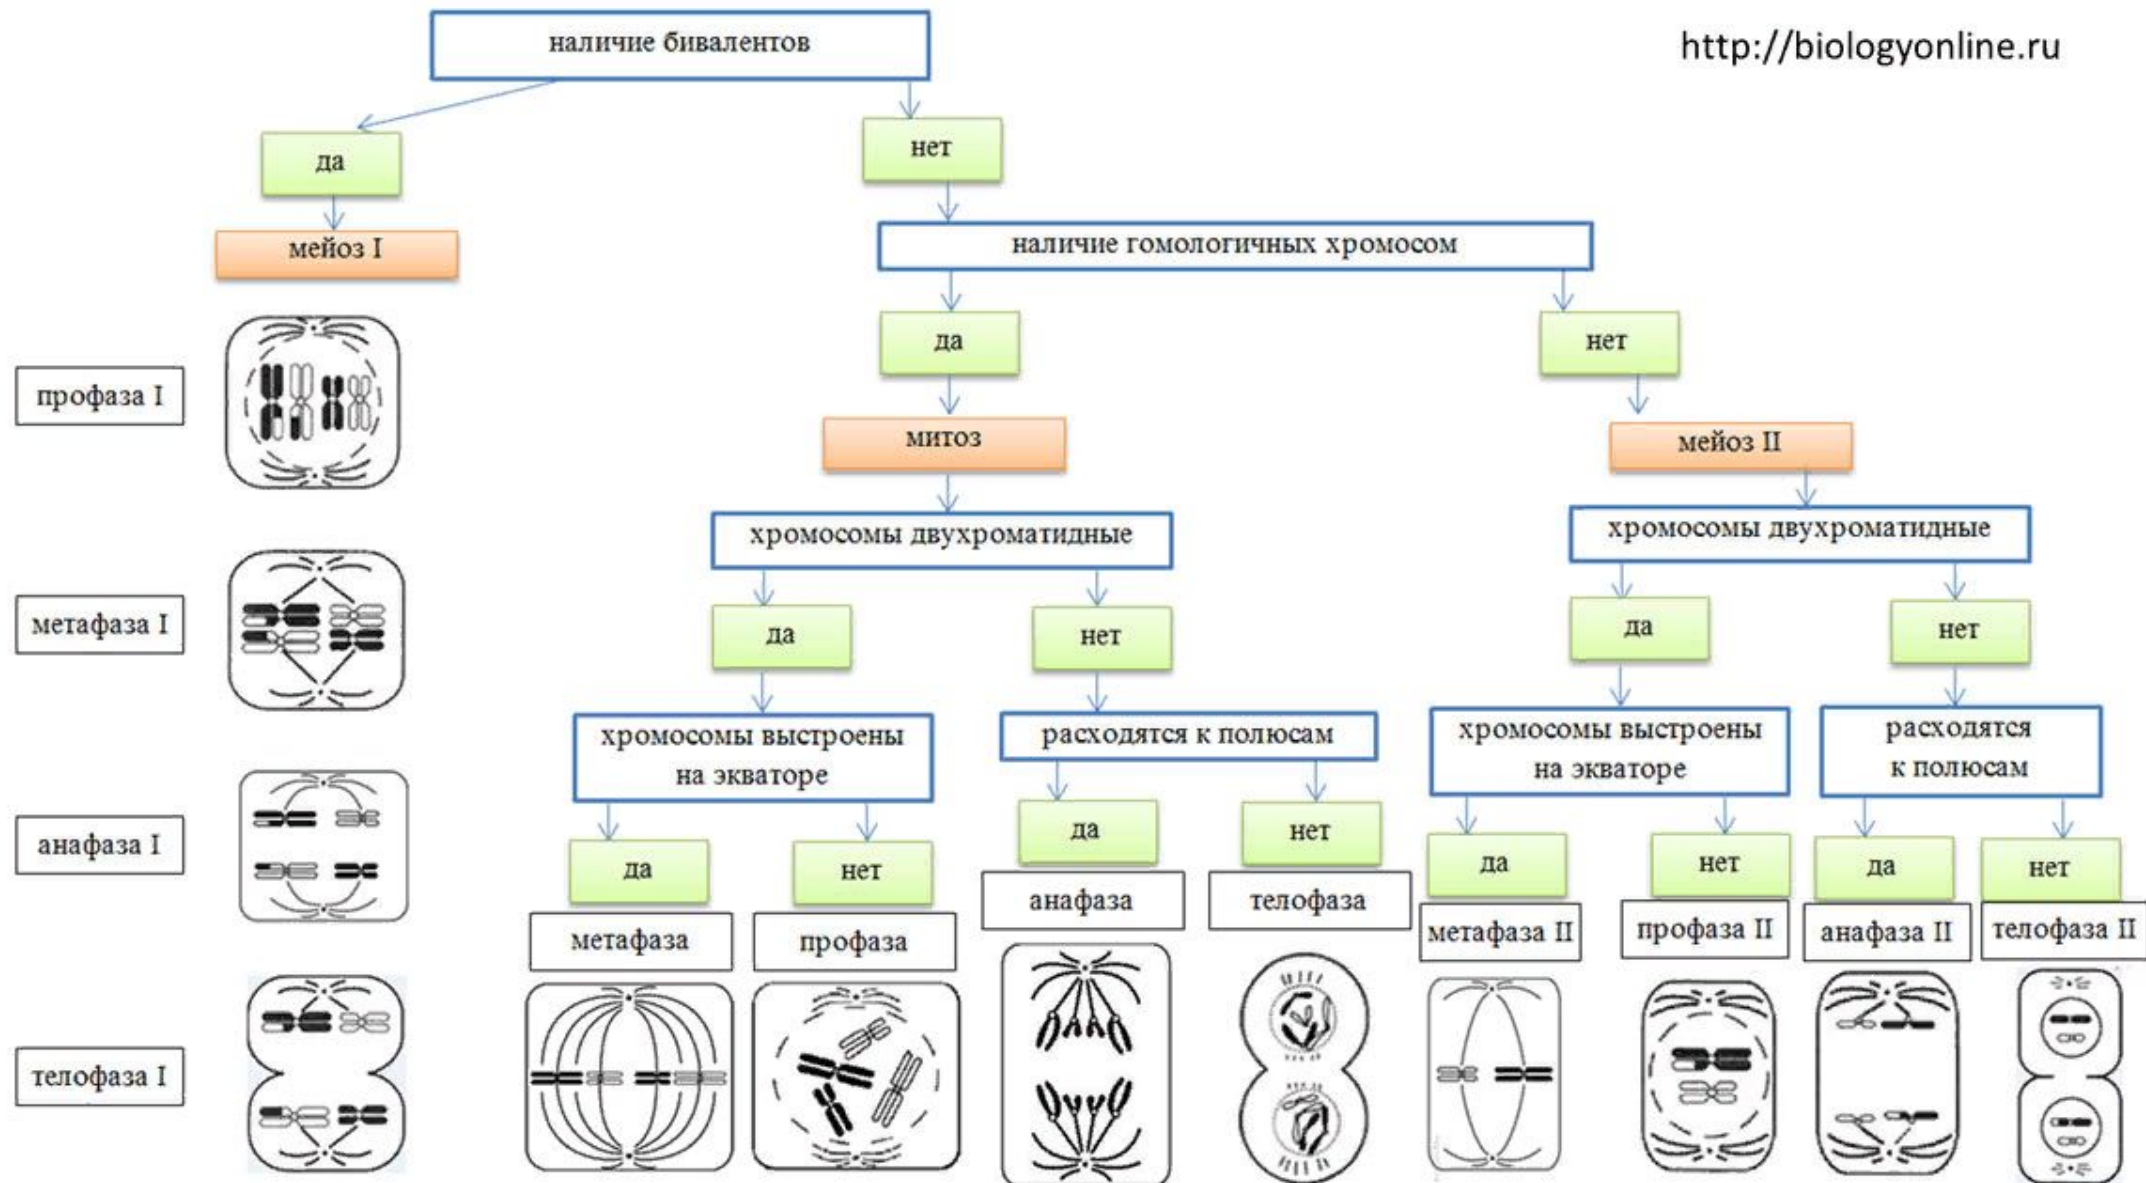 наличие бивалентов
http://biologyonline.ru
да
нет
мейоз I
наличие гомологичных хромосом
да
нет
профаза I
митоз
мейоз II
хромосомы двухроматидные
хромосомы двухроматидные
да
нет
да
нет
метафаза I
хромосомы выстроены
на экваторе
расходятся к полюсам
хромосомы выстроены
на экваторе
расходятся
к полюсам
анафаза I
да
нет
да
нет
да
нет
да
нет
метафаза
профаза
анафаза
телофаза
метафаза II
профаза II
анафаза II
телофаза II
телофаза I